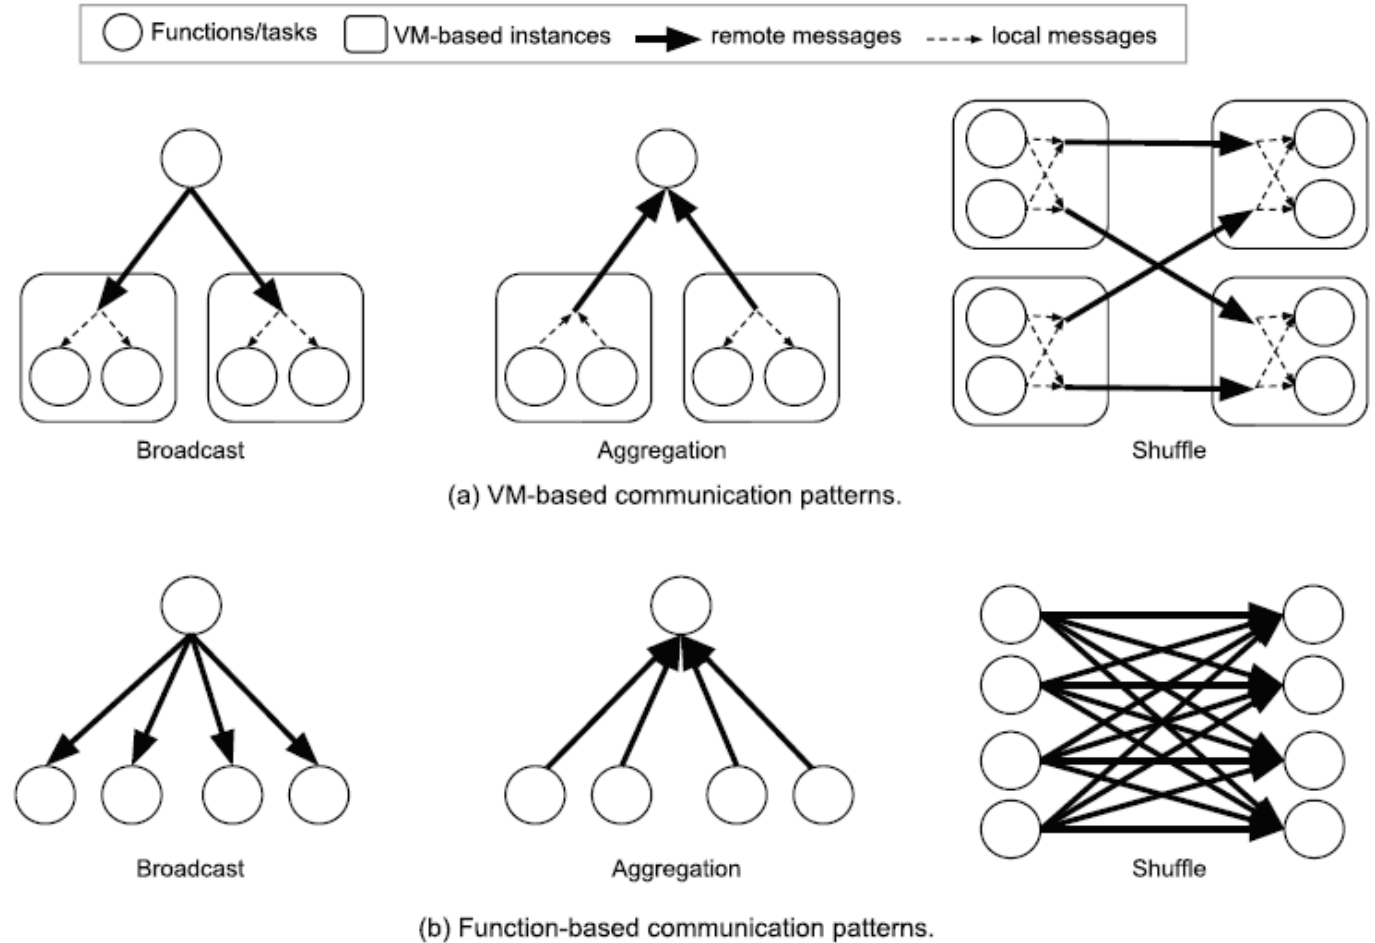 Functions/tasks VM-based instances remote messages local messages
Broadcast Aggregation Shuffle
(a) VM-based communication patterns.
Broadcast Aggregation Shuffle
(b) Function-based communication patterns.